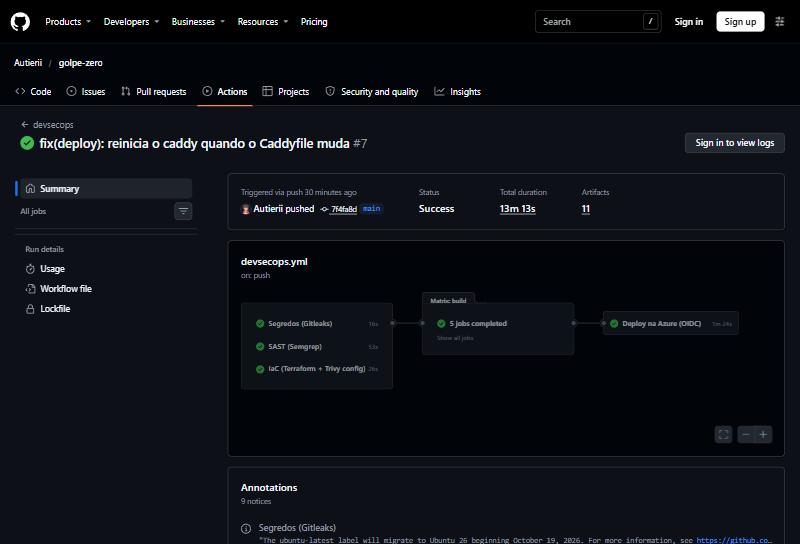 Products Developers Businesses Resources Pricing Search / Sign in Sign up
Autierii / golpe-zero
Code Issues Pull requests Actions Projects Security and quality Insights
devsecops
fix(deploy): reinicia o caddy quando o Caddyfile muda #7
Sign in to view logs
Summary
All jobs
Run details
Usage
Workflow file
Lockfile
Triggered via push 30 minutes ago
Autierii pushed 7f4fa8d main
Status
Success
Total duration
13m 13s
Artifacts
11
devsecops.yml
on: push
Segredos (Gitleaks) 16s
SAST (Semgrep) 53s
IaC (Terraform + Trivy config) 26s
Matrix: build
5 jobs completed
Show all jobs
Deploy na Azure (OIDC) 1m 24s
Annotations
9 notices
Segredos (Gitleaks)
"The ubuntu-latest label will migrate to Ubuntu 26 beginning October 19, 2026. For more information, see https://github.co…